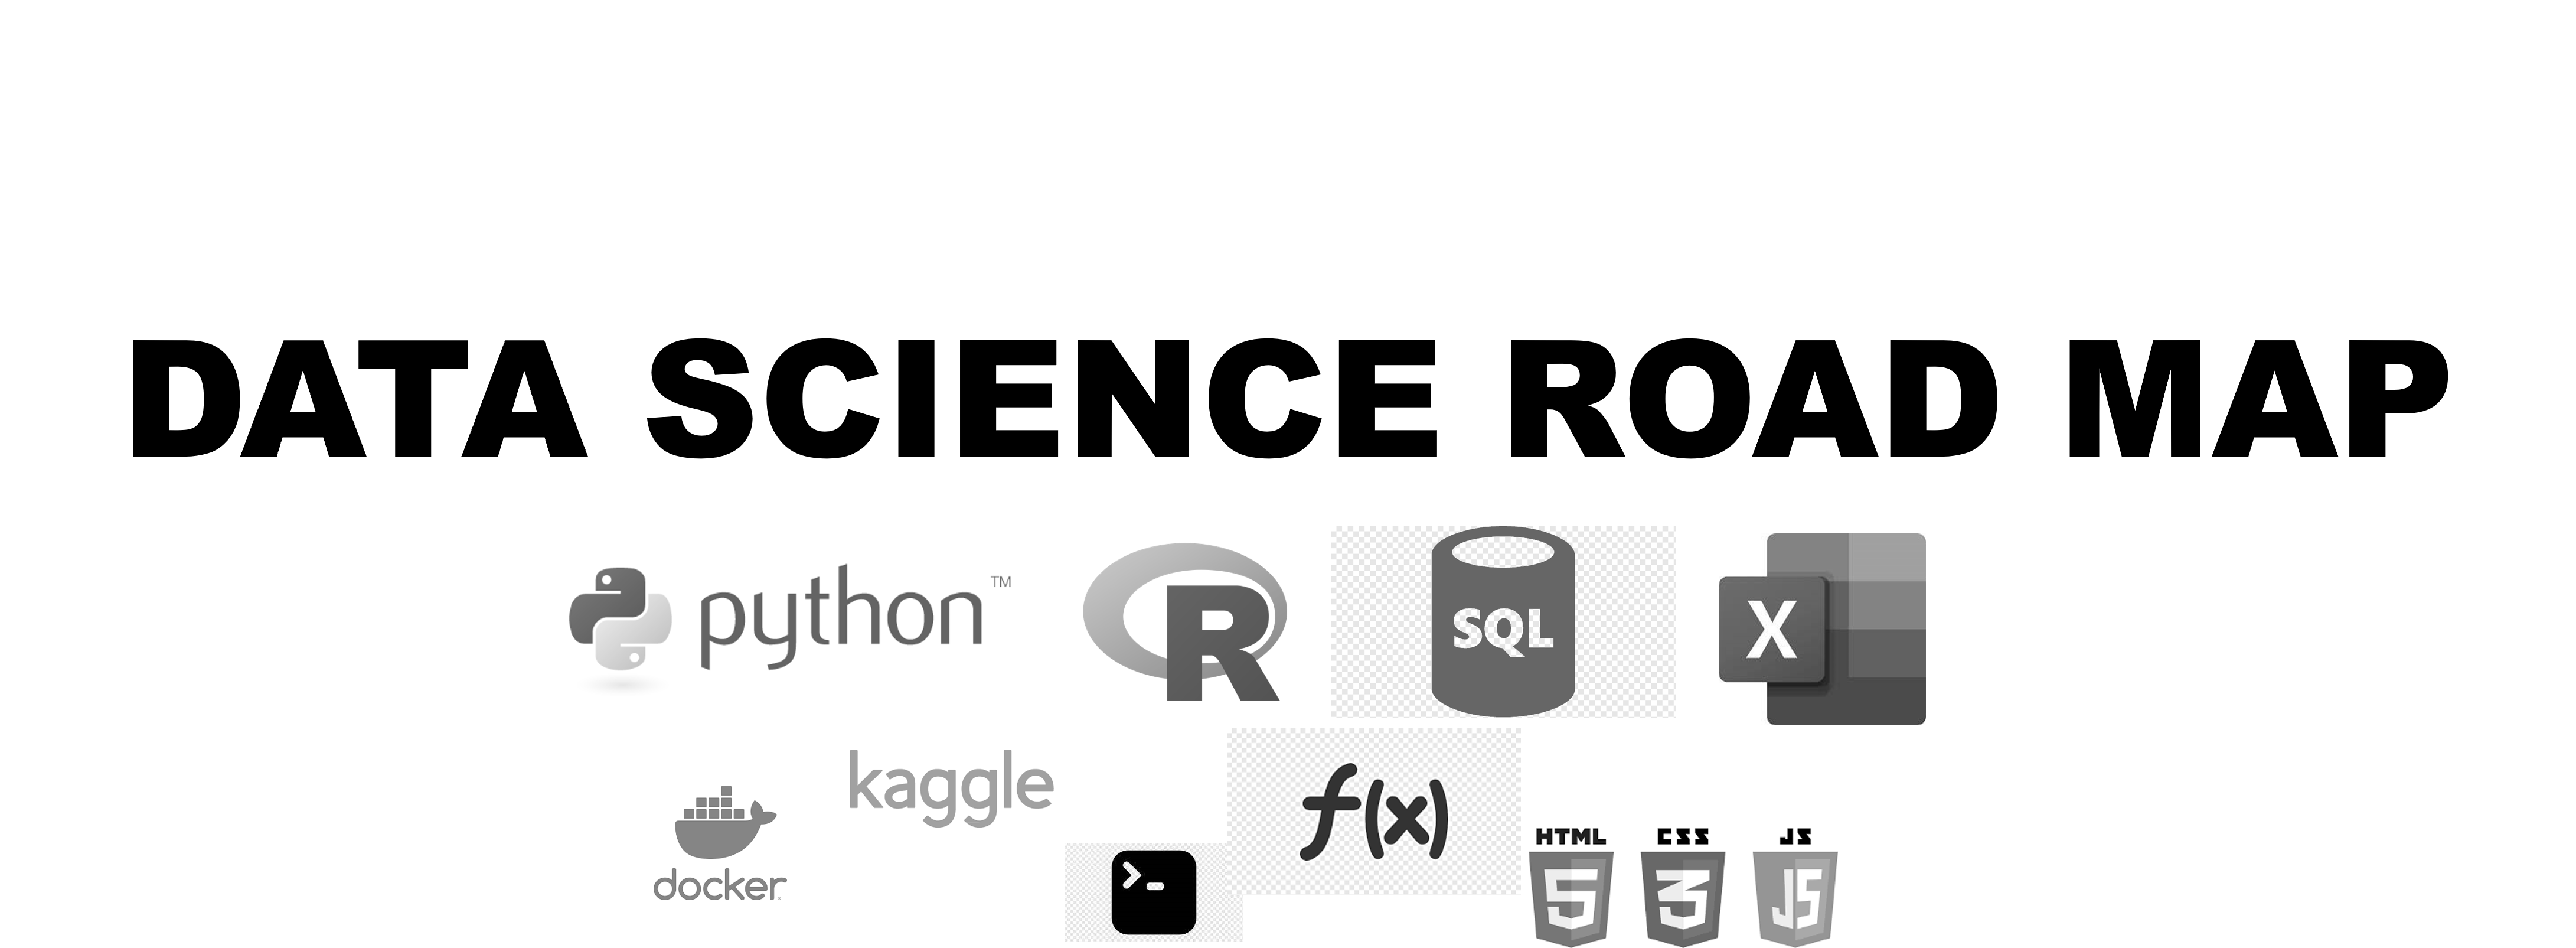 DATA SCIENCE ROAD MAP
python™
R
SQL
X
kaggle
docker
>-
f(x)
HTML CSS JS
5 3 JS